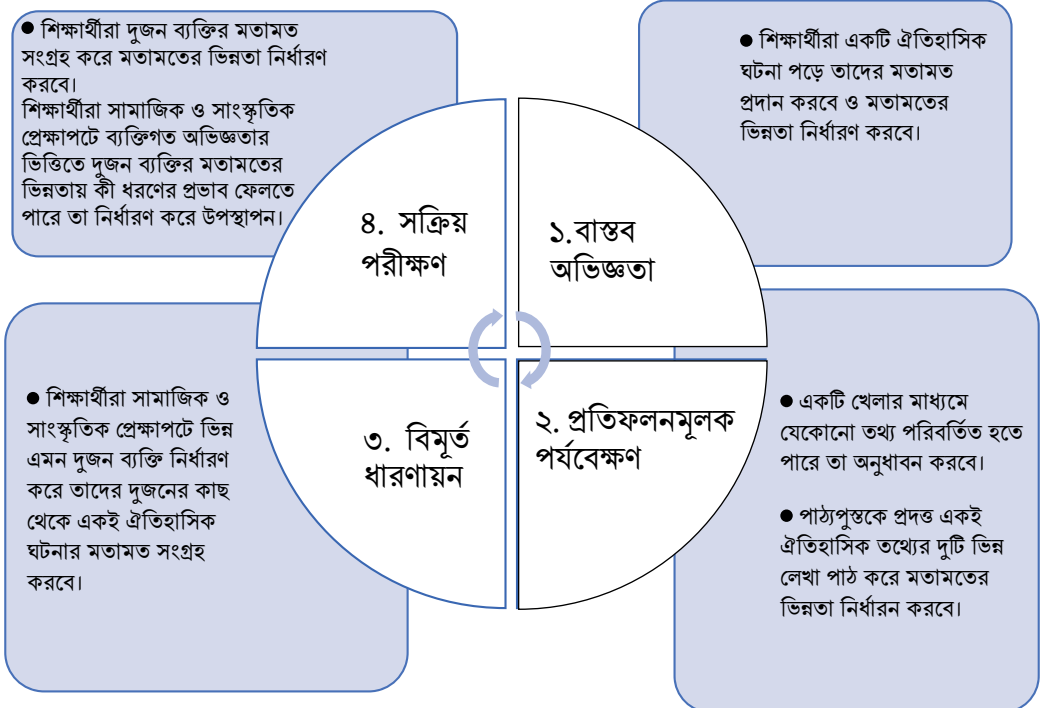 ● শিক্ষার্থীরা দুজন ব্যক্তির মতামত
সংগ্রহ করে মতামতের ভিন্নতা নির্ধারণ
করবে।
শিক্ষার্থীরা সামাজিক ও সাংস্কৃতিক
প্রেক্ষাপটে ব্যক্তিগত অভিজ্ঞতার
ভিত্তিতে দুজন ব্যক্তির মতামতের
ভিন্নতায় কী ধরণের প্রভাব ফেলতে
পারে তা নির্ধারণ করে উপস্থাপন।
● শিক্ষার্থীরা একটি ঐতিহাসিক
ঘটনা পড়ে তাদের মতামত
প্রদান করবে ও মতামতের
ভিন্নতা নির্ধারণ করবে।
৪. সক্রিয়
পরীক্ষণ
১.বাস্তব
অভিজ্ঞতা
৩. বিমূর্ত
ধারণায়ন
২. প্রতিফলনমূলক
পর্যবেক্ষণ
● শিক্ষার্থীরা সামাজিক ও
সাংস্কৃতিক প্রেক্ষাপটে ভিন্ন
এমন দুজন ব্যক্তি নির্ধারণ
করে তাদের দুজনের কাছ
থেকে একই ঐতিহাসিক
ঘটনার মতামত সংগ্রহ
করবে।
● একটি খেলার মাধ্যমে
যেকোনো তথ্য পরিবর্তিত হতে
পারে তা অনুধাবন করবে।
● পাঠ্যপুস্তকে প্রদত্ত একই
ঐতিহাসিক তথ্যের দুটি ভিন্ন
লেখা পাঠ করে মতামতের
ভিন্নতা নির্ধারন করবে।